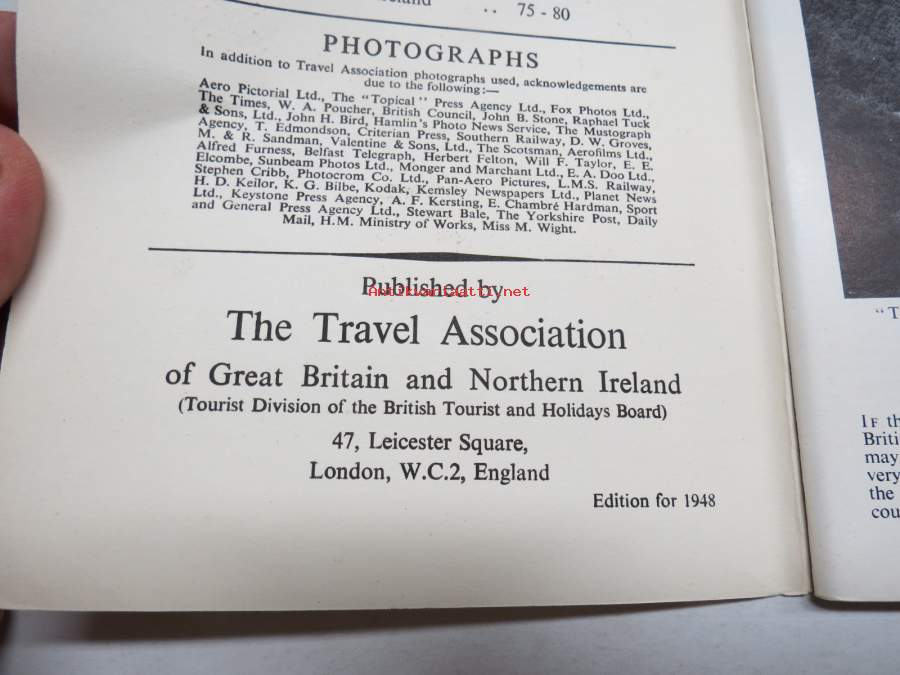 75 - 80
PHOTOGRAPHS
In addition to Travel Association photographs used, acknowledgements are
due to the following:—
Aero Pictorial Ltd., The "Topical" Press Agency Ltd., Fox Photos Ltd.,
The Times, W. A. Poucher, British Council, John B. Stone, Raphael Tuck
& Sons, Ltd., John H. Bird, Hamlin's Photo News Service, The Mustograph
Agency, T. Edmondson, Criterion Press, Southern Railway, D. W. Groves,
M. & R. Sandman, Valentine & Sons, Ltd., The Scotsman, Aerofilms Ltd.,
Alfred Furness, Belfast Telegraph, Herbert Felton, Will F. Taylor, E. E.
Elcombe, Sunbeam Photos Ltd., Monger and Marchant Ltd., E. A. Doo Ltd.,
Stephen Cribb, Photocrom Co. Ltd., Pan-Aero Pictures, L.M.S. Railway,
H. D. Keilor, K. G. Bilbe, Kodak, Kemsley Newspapers Ltd., Planet News
Ltd., Keystone Press Agency, A. F. Kersting, E. Chambré Hardman, Sport
and General Press Agency Ltd., Stewart Bale, The Yorkshire Post, Daily
Mail, H.M. Ministry of Works, Miss M. Wight.
Published by
Antikvariaatti.net
The Travel Association
of Great Britain and Northern Ireland
(Tourist Division of the British Tourist and Holidays Board)
47, Leicester Square,
London, W.C.2, England
Edition for 1948
"T
IF th
Briti
may
very
the
cou